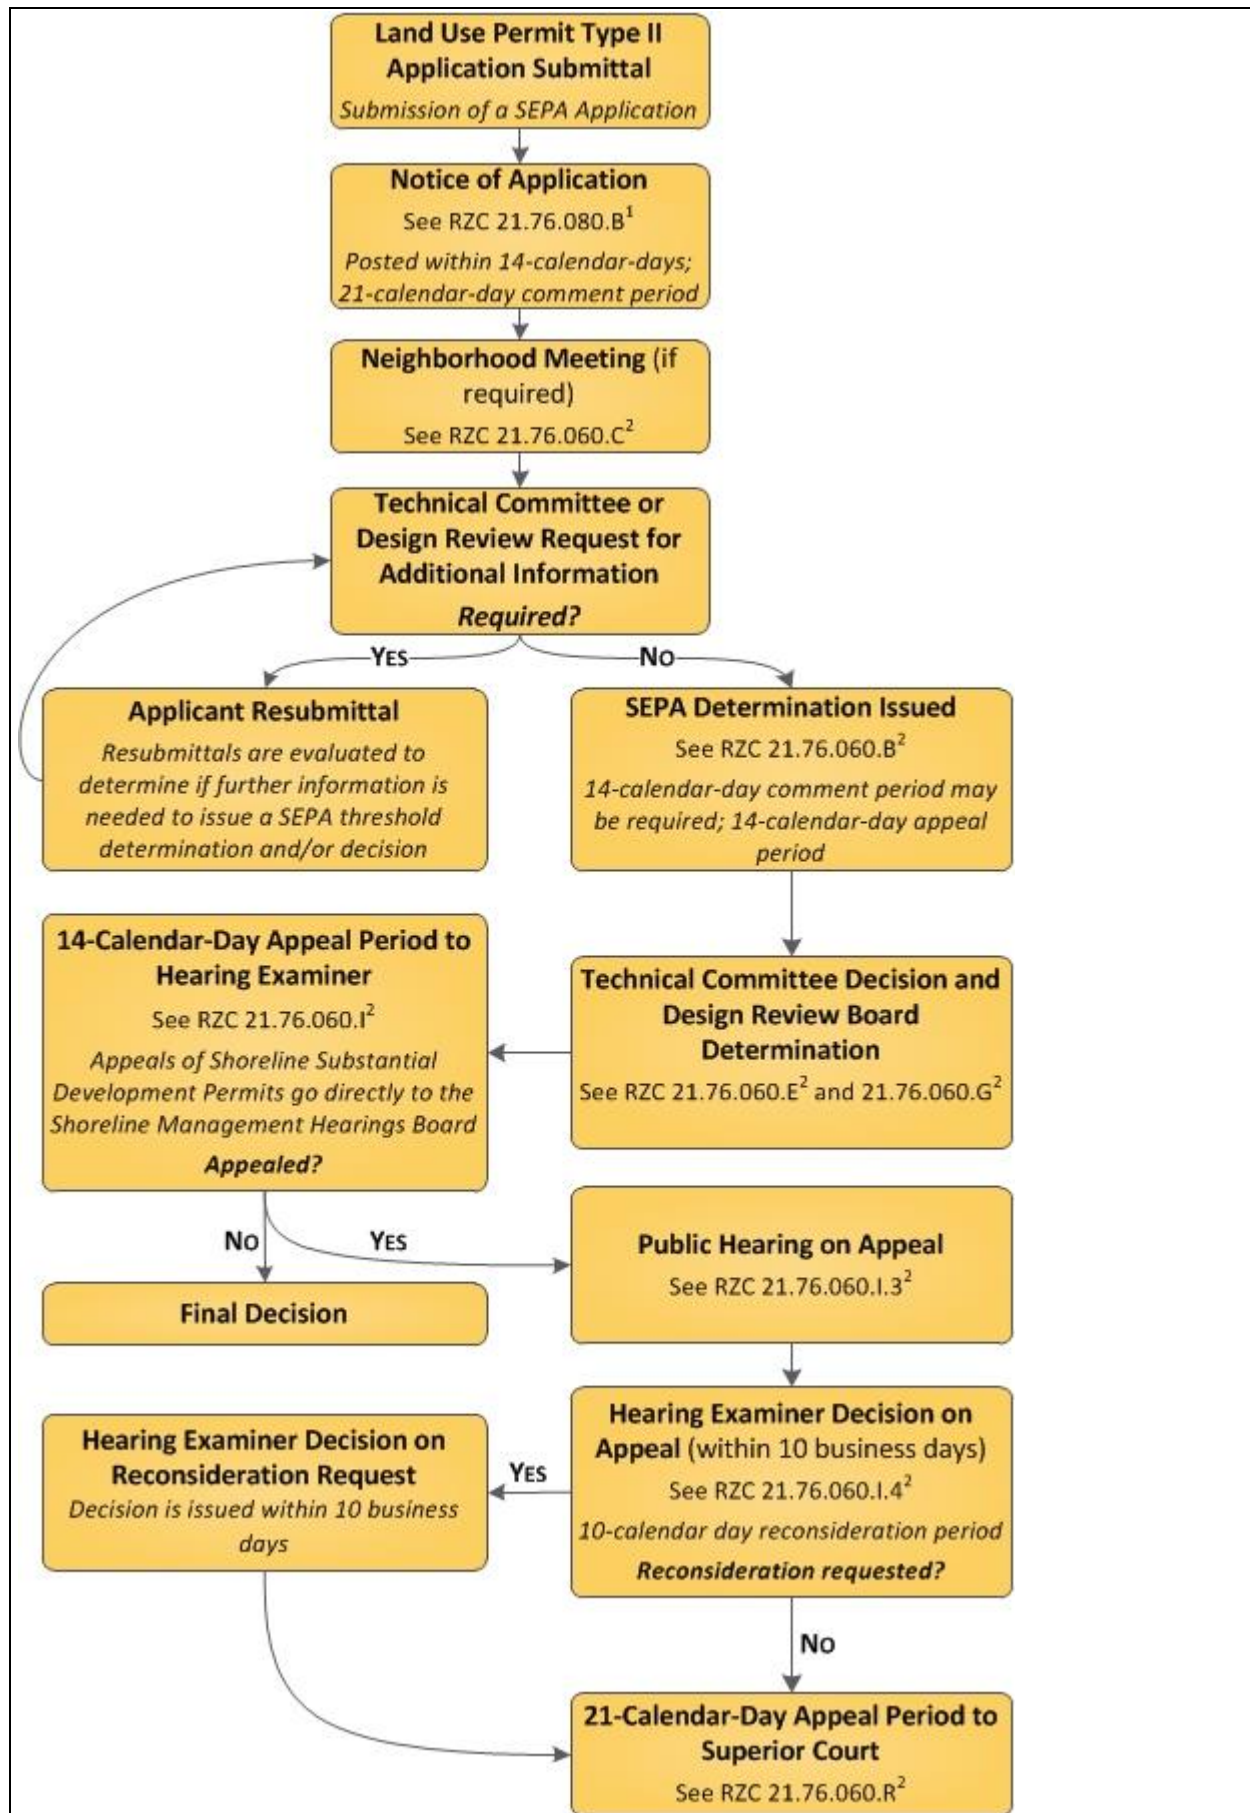 Land Use Permit Type II
Application Submittal
Submission of a SEPA Application
Notice of Application
See RZC 21.76.080.B¹
Posted within 14-calendar-days;
21-calendar-day comment period
Neighborhood Meeting (if
required)
See RZC 21.76.060.C²
Technical Committee or
Design Review Request for
Additional Information
Required?
YES
NO
Applicant Resubmittal
Resubmittals are evaluated to
determine if further information is
needed to issue a SEPA threshold
determination and/or decision
SEPA Determination Issued
See RZC 21.76.060.B²
14-calendar-day comment period may
be required; 14-calendar-day appeal
period
Technical Committee Decision and
Design Review Board
Determination
See RZC 21.76.060.E² and 21.76.060.G²
14-Calendar-Day Appeal Period to
Hearing Examiner
See RZC 21.76.060.I²
Appeals of Shoreline Substantial
Development Permits go directly to the
Shoreline Management Hearings Board
Appealed?
NO
YES
Final Decision
Public Hearing on Appeal
See RZC 21.76.060.I.3²
Hearing Examiner Decision on
Appeal (within 10 business days)
See RZC 21.76.060.I.4²
10-calendar day reconsideration period
Reconsideration requested?
YES
Hearing Examiner Decision on
Reconsideration Request
Decision is issued within 10 business
days
NO
21-Calendar-Day Appeal Period to
Superior Court
See RZC 21.76.060.R²